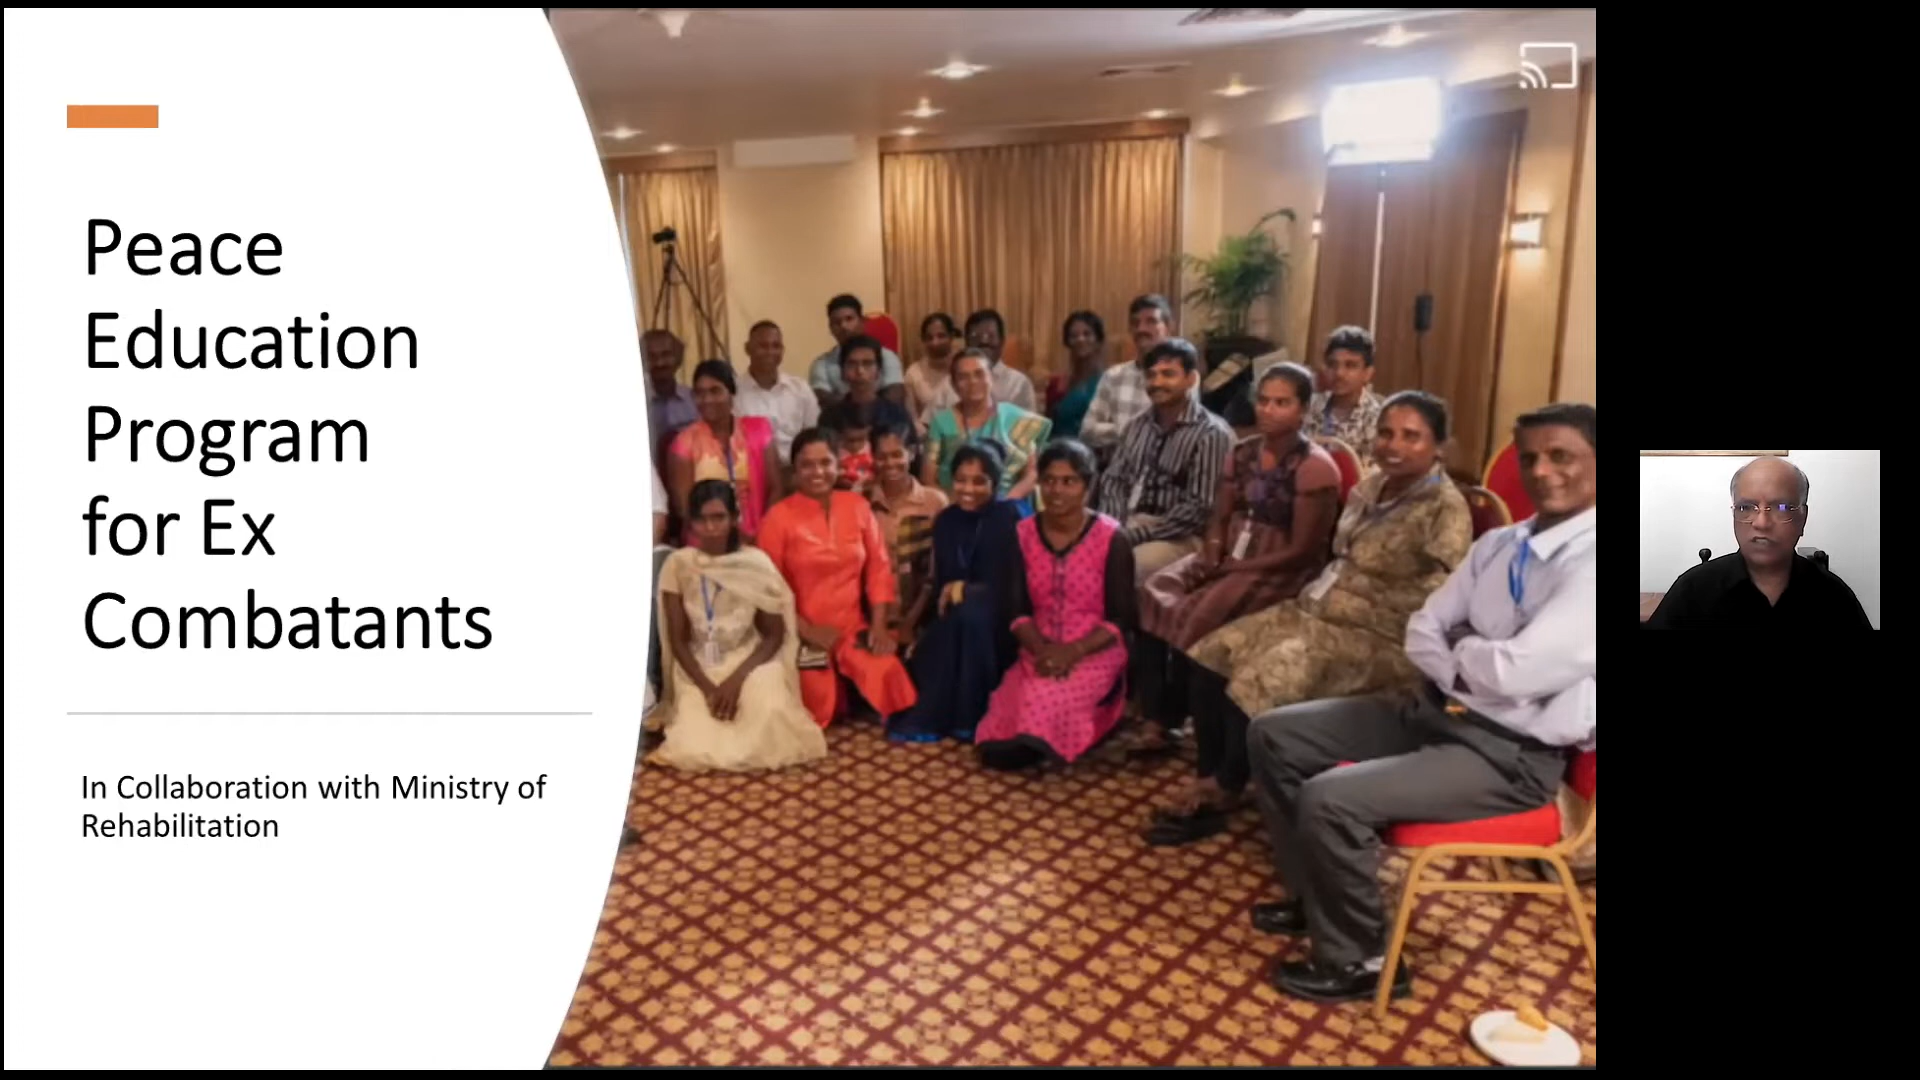 Peace
Education
Program
for Ex
Combatants
In Collaboration with Ministry of
Rehabilitation